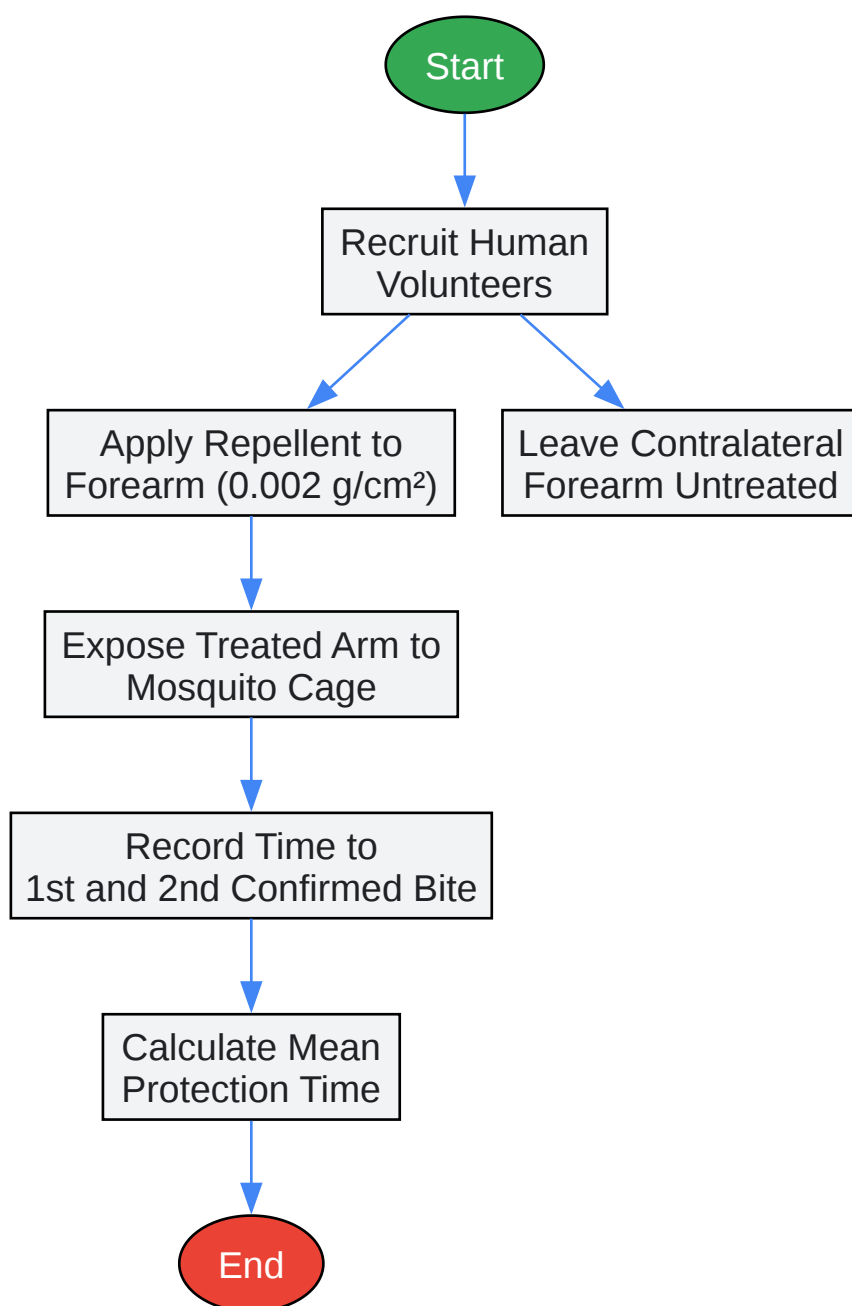 Start
Recruit Human
Volunteers
Apply Repellent to
Forearm (0.002 g/cm²)
Leave Contralateral
Forearm Untreated
Expose Treated Arm to
Mosquito Cage
Record Time to
1st and 2nd Confirmed Bite
Calculate Mean
Protection Time
End